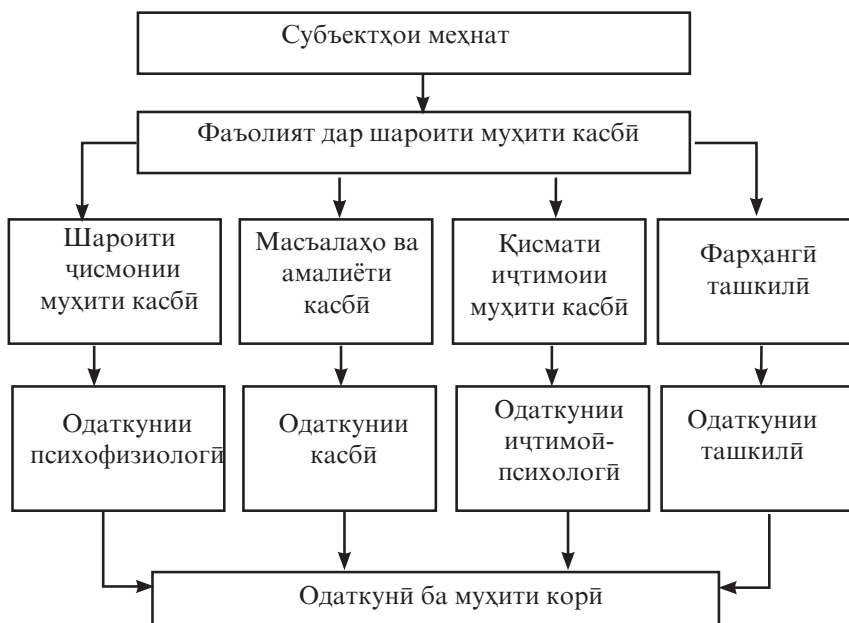 Субъектҳои меҳнат
Фаъолият дар шароити муҳити касбӣ
Шароити
ҷисмонии
муҳити касбӣ
Масъалаҳо ва
амалиёти
касбӣ
Қисмати
иҷтимоии
муҳити касбӣ
Фарҳангӣ
ташкилӣ
Одаткунии
психофизиологӣ
Одаткунии
касбӣ
Одаткунии
иҷтимоӣ-
психологӣ
Одаткунии
ташкилӣ
Одаткунӣ ба муҳити корӣ